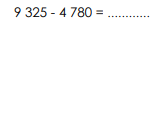 9 325 - 4 780 = ............